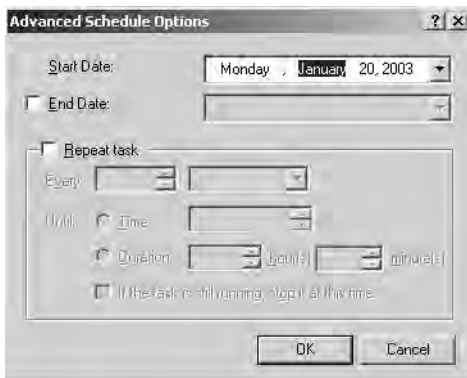 Advanced Schedule Options ? X
Start Date: Monday , January 20, 2003
End Date:
Repeat task
Every:
Until: Time:
Duration: hour(s) minute(s)
If the task is still running, stop it at this time.
OK Cancel